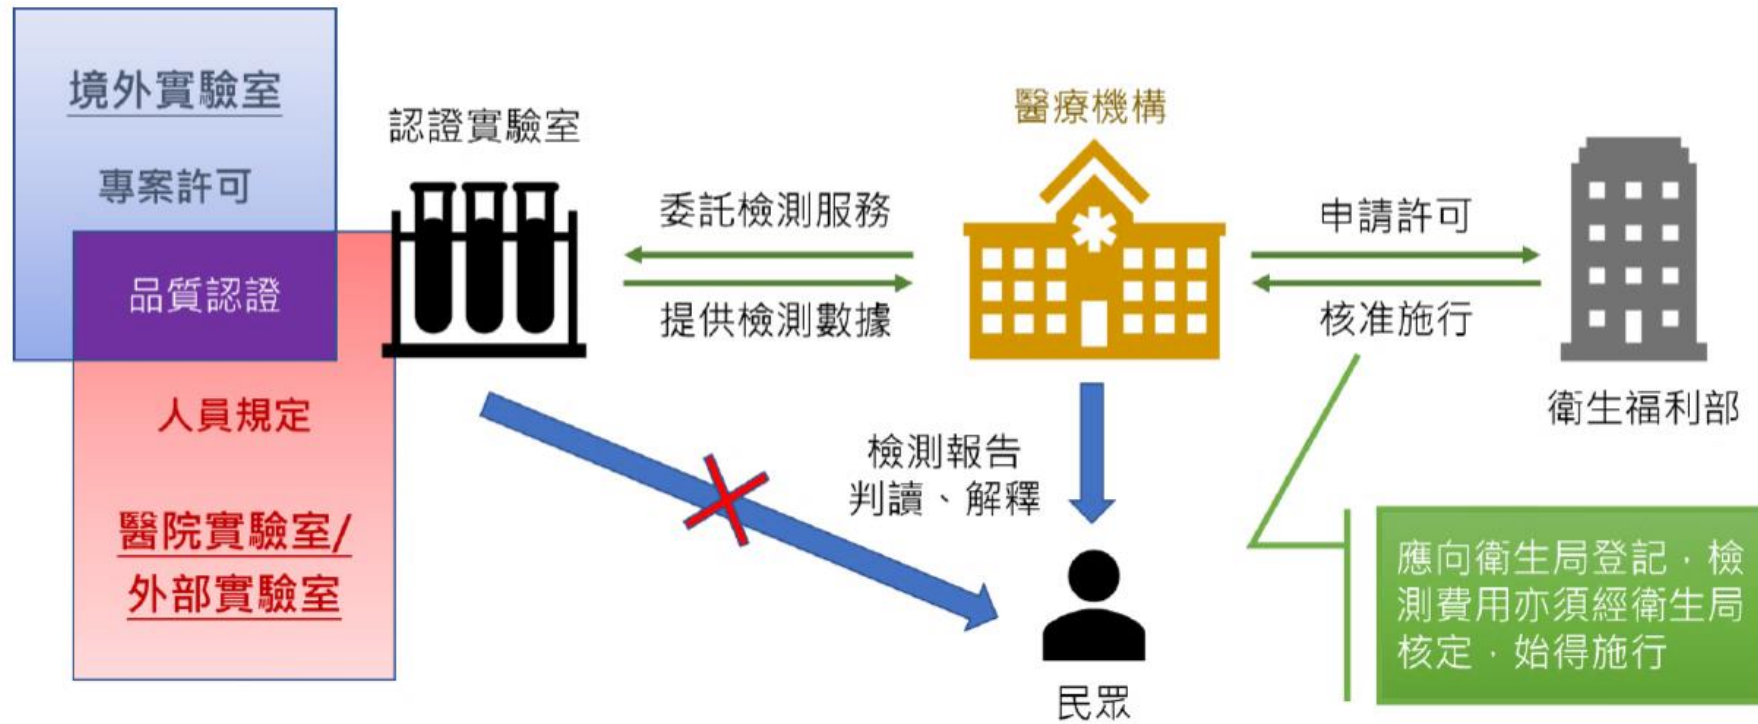 境外實驗室
專案許可
品質認證
人員規定
醫院實驗室/
外部實驗室
認證實驗室
委託檢測服務
提供檢測數據
醫療機構
申請許可
核准施行
衛生福利部
檢測報告
判讀、解釋
民眾
應向衛生局登記，檢
測費用亦須經衛生局
核定，始得施行